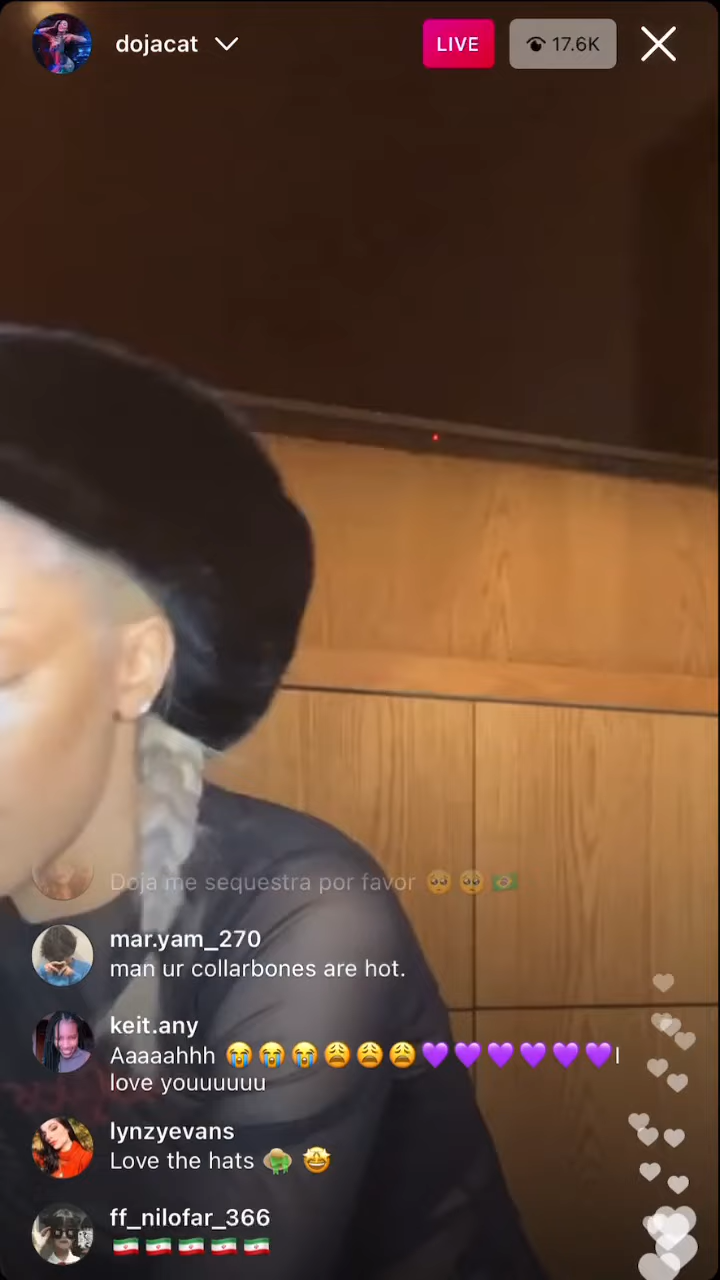 dojacat
LIVE
17.6K
Doja me sequestra por favor 🥺 🥺 🇧🇷
mar.yam_270
man ur collarbones are hot.
keit.any
Aaaaahhh 😭😭😭😩😩😩💜💜💜💜💜💜I
love youuuuuu
lynzyevans
Love the hats 🤩
ff_nilofar_366
🇮🇷🇮🇷🇮🇷🇮🇷🇮🇷